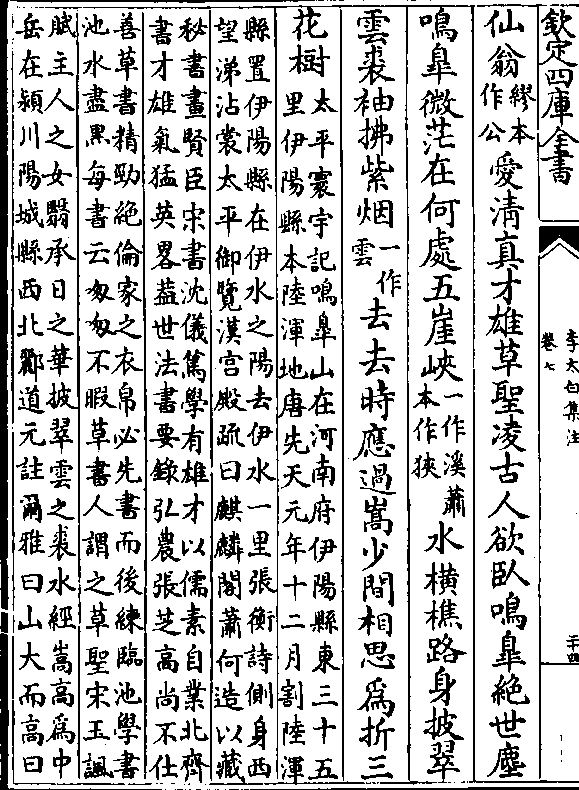 欽定四庫全書
李太白集注
卷七
二十四
仙翁繆本作公愛清真才雄草聖凌古人欲臥鳴臯絕世塵
鳴臯微茫在何處五崖峽一作溪蕭本作狹水橫樵路身披翠
雲裘袖拂紫烟一作雲去去時應過嵩少間相思爲折三
花樹太平寰宇記鳴臯山在河南府伊陽縣東三十五
里伊陽縣本陸渾地唐先天元年十二月割陸渾
縣置伊陽縣在伊水之陽去伊水一里張衡詩側身西
望涕沾裳太平御覽漢宫殿疏曰麒麟閣蕭何造以藏
秘書畫賢臣宋書沈儀篤學有雄才以儒素自業北齊
書才雄氣猛英畧葢世法書要錄弘農張芝高尚不仕
善草書精勁絕倫家之衣帛必先書而後練臨池學書
池水盡黒每書云匆匆不暇草書人謂之草聖宋玉諷
賦主人之女翳承日之華披翠雲之裘水經嵩高爲中
岳在潁川陽城縣西北酈道元註爾雅曰山大而高曰